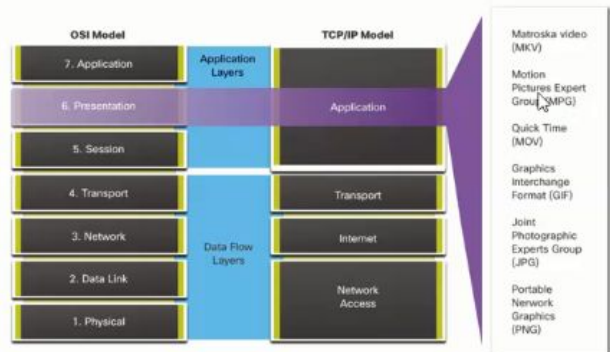 OSI Model
TCP/IP Model
7. Application
Application
Layers
6. Presentation
Application
5. Session
4. Transport
Transport
3. Network
Internet
Data Flow
Layers
2. Data Link
Network
Access
1. Physical
Matroska video
(MKV)
Motion
Pictures Expert
Group (MPG)
Quick Time
(MOV)
Graphics
Interchange
Format (GIF)
Joint
Photographic
Experts Group
(JPG)
Portable
Network
Graphics
(PNG)